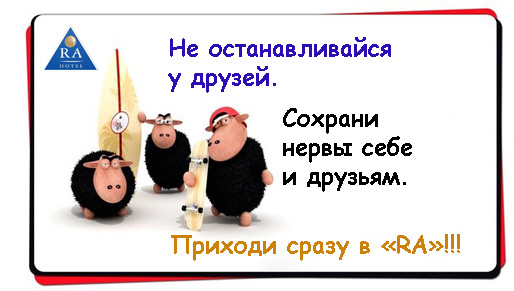 RA
HOTEL
Не останавливайся
у друзей.
Сохрани
нервы себе
и друзьям.
Приходи сразу в «RA»!!!